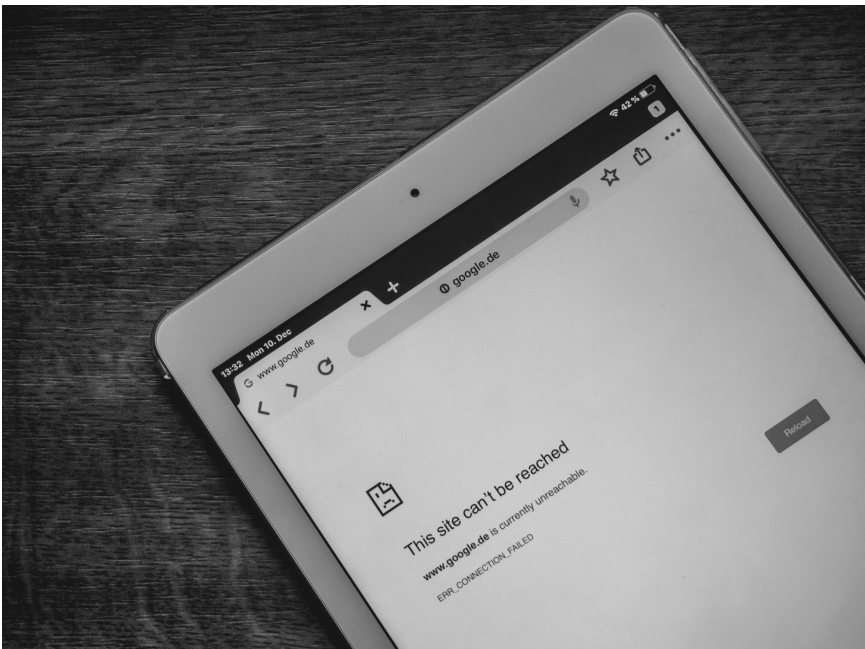 13:32 Mon 10. Dec
42 %
1
www.google.de
google.de
This site can't be reached
www.google.de is currently unreachable.
ERR_CONNECTION_FAILED
Reload